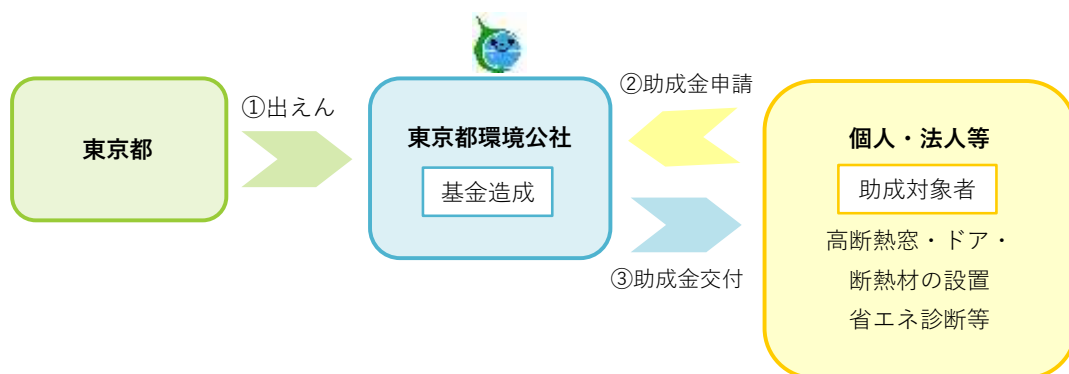 東京都
①出えん
東京都環境公社
基金造成
②助成金申請
③助成金交付
個人・法人等
助成対象者
高断熱窓・ドア・
断熱材の設置
省エネ診断等